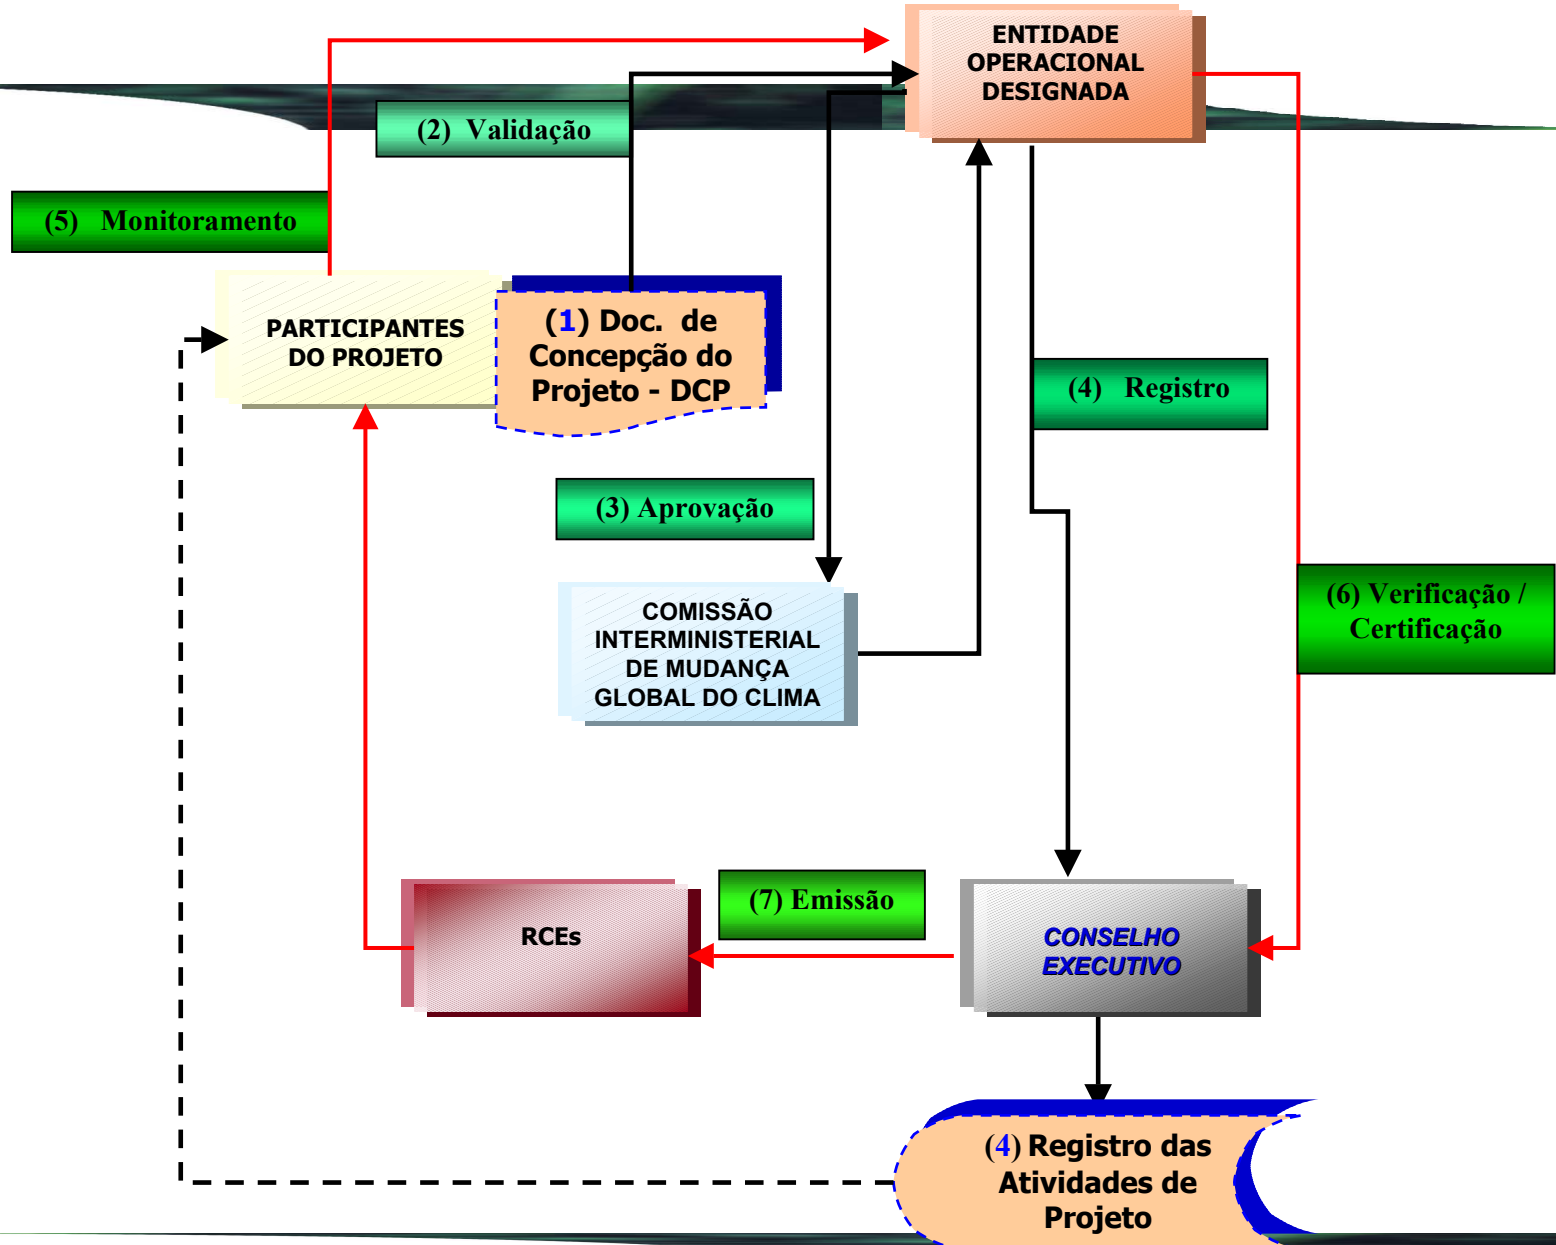 ENTIDADE
OPERACIONAL
DESIGNADA
(2) Validação
(5) Monitoramento
PARTICIPANTES
DO PROJETO
(1) Doc. de
Concepção do
Projeto - DCP
(4) Registro
(3) Aprovação
COMISSÃO
INTERMINISTERIAL
DE MUDANÇA
GLOBAL DO CLIMA
(6) Verificação /
Certificação
(7) Emissão
RCEs
CONSELHO
EXECUTIVO
(4) Registro das
Atividades de
Projeto